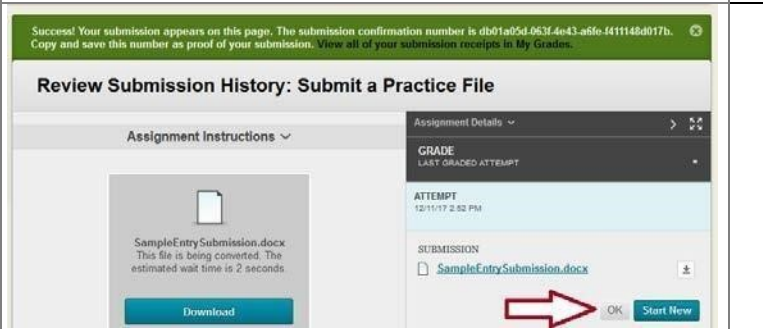 Success! Your submission appears on this page. The submission confirmation number is db01a05d-063f-4e43-a6fe-f411148d017b.
Copy and save this number as proof of your submission. View all of your submission receipts in My Grades.
Review Submission History: Submit a Practice File
Assignment Instructions
SampleEntrySubmission.docx
This file is being converted. The
estimated wait time is 2 seconds
Download
Assignment Details
GRADE
LAST GRADED ATTEMPT
ATTEMPT
12/11/17 2:52 PM
SUBMISSION
SampleEntrySubmission.docx
OK Start New